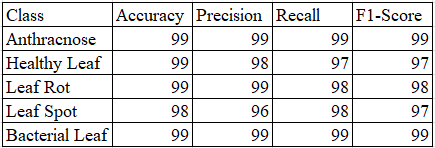 Class Accuracy Precision Recall F1-Score
Anthracnose 99 99 99 99
Healthy Leaf 99 98 97 97
Leaf Rot 99 99 98 98
Leaf Spot 98 96 98 97
Bacterial Leaf 99 99 99 99